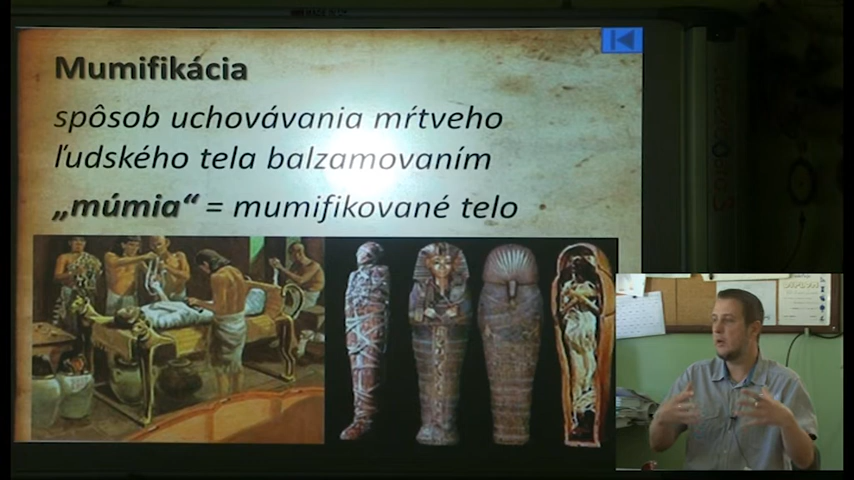 Mumifikácia
spôsob uchovávania mŕtveho
ľudského tela balzamovaním
„múmia“ = mumifikované telo